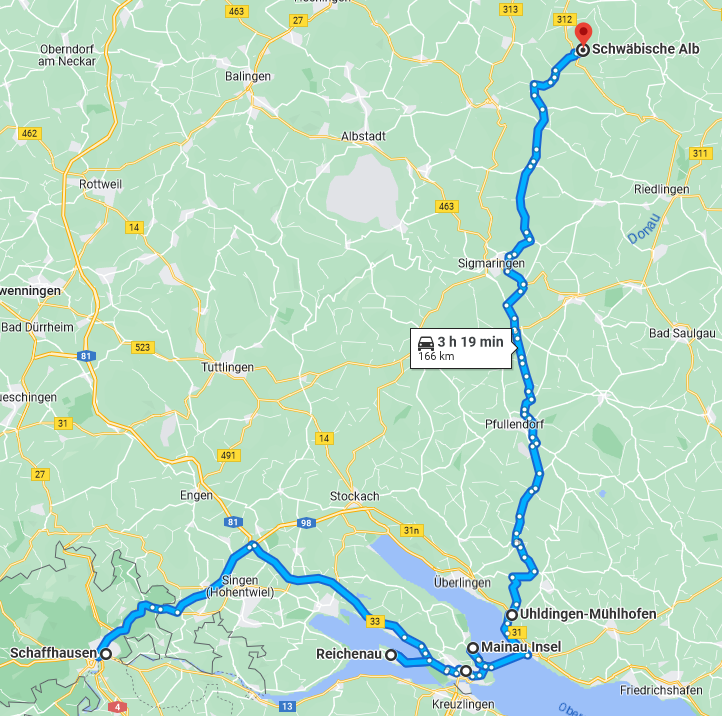 463
27
313
312
Oberndorf
am Neckar
Schwäbische Alb
Balingen
Albstadt
462
311
Rottweil
Riedlingen
463
14
Donau
Sigmaringen
wenningen
Bad Dürrheim
3 h 19 min
166 km
Bad Saulgau
523
81
Tuttlingen
ueschingen
31
Pfullendorf
14
491
27
Engen
Stockach
81
98
31n
Singen
(Hohentwiel)
Überlingen
Uhldingen-Mühlhofen
33
31
Schaffhausen
Reichenau
Mainau Insel
Friedrichshafen
4
13
Kreuzlingen